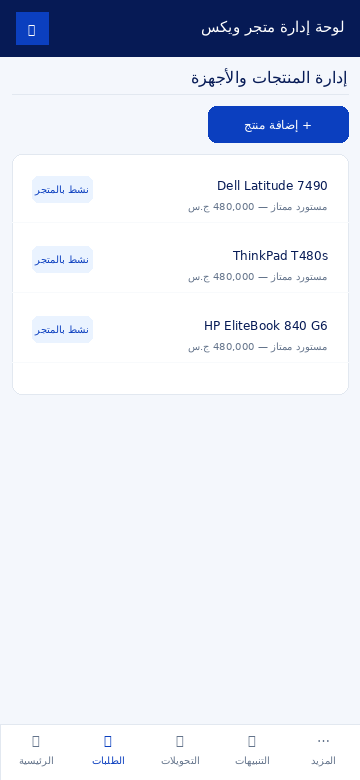 لوحة إدارة متجر ويكس
إدارة المنتجات والأجهزة
+ إضافة منتج
Dell Latitude 7490
مستورد ممتاز — 480,000 ج.س
نشط بالمتجر
ThinkPad T480s
مستورد ممتاز — 480,000 ج.س
نشط بالمتجر
HP EliteBook 840 G6
مستورد ممتاز — 480,000 ج.س
نشط بالمتجر
المزيد
التنبيهات
التحويلات
الطلبات
الرئيسية